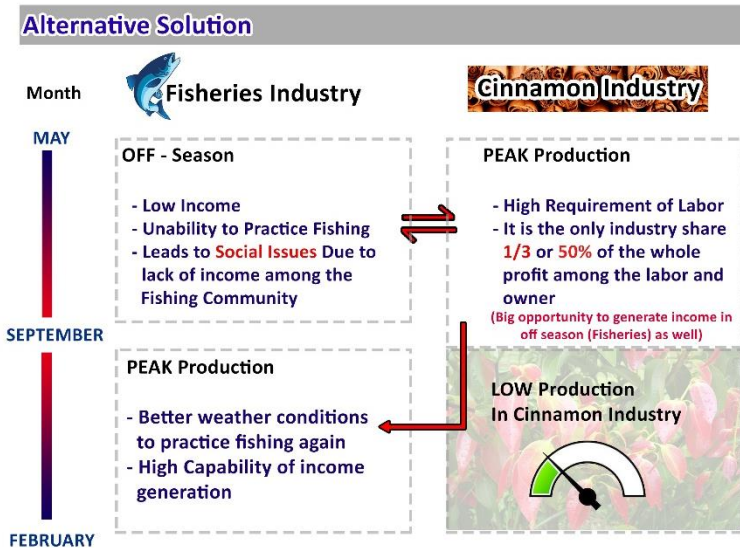 Alternative Solution
Month
Fisheries Industry
Cinnamon Industry
MAY
OFF - Season
- Low Income
- Unability to Practice Fishing
- Leads to Social Issues Due to
lack of income among the
Fishing Community
PEAK Production
- High Requirement of Labor
- It is the only industry share
1/3 or 50% of the whole
profit among the labor and
owner
(Big opportunity to generate income in
off season (Fisheries) as well)
SEPTEMBER
PEAK Production
- Better weather conditions
to practice fishing again
- High Capability of income
generation
LOW Production
In Cinnamon Industry
FEBRUARY